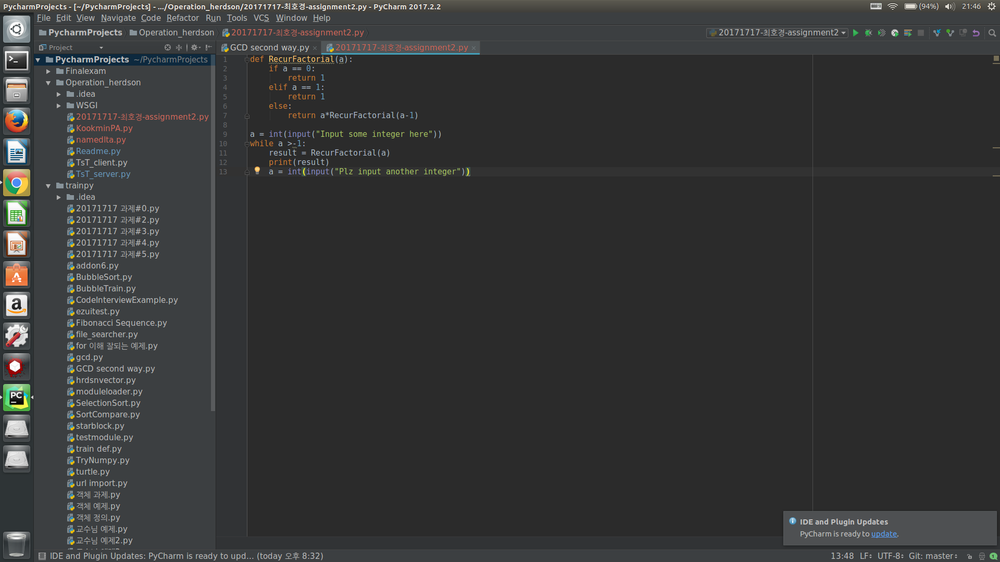 PycharmProjects - [~/PycharmProjects] - .../Operation_herdson/20171717-최호경-assignment2.py - PyCharm 2017.2.2
(94%) 21:46
File Edit View Navigate Code Refactor Run Tools VCS Window Help
PycharmProjects Operation_herdson 20171717-최호경-assignment2.py
20171717-최호경-assignment2
Project
GCD second way.py 20171717-최호경-assignment2.py
PycharmProjects ~/PycharmProjects
Finalexam
Operation_herdson
.idea
WSGI
20171717-최호경-assignment2.py
KookminPA.py
namedlta.py
Readme.py
TsT_client.py
TsT_server.py
trainpy
.idea
20171717 과제#0.py
20171717 과제#2.py
20171717 과제#3.py
20171717 과제#4.py
20171717 과제#5.py
addon6.py
BubbleSort.py
BubbleTrain.py
CodeInterviewExample.py
ezuitest.py
Fibonacci Sequence.py
file_searcher.py
for 이해 잘되는 예제.py
gcd.py
GCD second way.py
hrdsnvector.py
moduleloader.py
SelectionSort.py
SortCompare.py
starblock.py
testmodule.py
train def.py
TryNumpy.py
turtle.py
url import.py
객체 과제.py
객체 예제.py
객체 정의.py
교수님 예제.py
교수님 예제2.py
1 def RecurFactorial(a):
2 if a == 0:
3 return 1
4 elif a == 1:
5 return 1
6 else:
7 return a*RecurFactorial(a-1)
8
9 a = int(input("Input some integer here"))
10 while a >-1:
11 result = RecurFactorial(a)
12 print(result)
13 a = int(input("Plz input another integer"))
IDE and Plugin Updates
PyCharm is ready to update.
IDE and Plugin Updates: PyCharm is ready to upd... (today 오후 8:32)
13:48 LF UTF-8 Git: master 1
PC
a